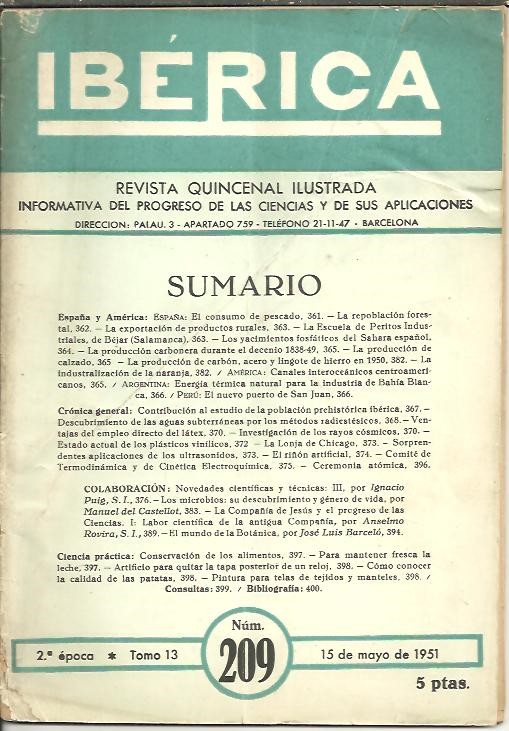 IBÉRICA
REVISTA QUINCENAL ILUSTRADA
INFORMATIVA DEL PROGRESO DE LAS CIENCIAS Y DE SUS APLICACIONES
DIRECCION: PALAU. 3 - APARTADO 759 - TELÉFONO 21-11-47 - BARCELONA
SUMARIO
España y América: ESPAÑA: El consumo de pescado, 361. — La repoblación fores-
tal, 362. — La exportación de productos rurales, 363. — La Escuela de Peritos Indus-
triales, de Béjar (Salamanca), 363. — Los yacimientos fosfáticos del Sahara español,
364. — La producción carbonera durante el decenio 1838-49, 365. — La producción de
calzado, 365 — La producción de carbón, acero y lingote de hierro en 1950, 382. — La
industralización de la naranja, 382. / AMÉRICA: Canales interoceánicos centroameri-
canos, 365. / ARGENTINA: Energía térmica natural para la industria de Bahía Blan-
ca, 366. / PERÚ: El nuevo puerto de San Juan, 366.
Crónica general: Contribución al estudio de la población prehistórica ibérica, 367. —
Descubrimiento de las aguas subterráneas por los métodos radiestésicos, 368. — Ven-
tajas del empleo directo del látex, 370. — Investigación de los rayos cósmicos, 370. —
Estado actual de los plásticos vinílicos, 372 — La Lonja de Chicago, 373. — Sorpren-
dentes aplicaciones de los ultrasonidos, 373. — El riñón artificial, 374. — Comité de
Termodinámica y de Cinética Electroquímica, 375. — Ceremonia atómica, 396.
COLABORACIÓN: Novedades científicas y técnicas: III, por Ignacio
Puig, S. I., 376. — Los microbios: su descubrimiento y género de vida, por
Manuel del Castellot, 383. — La Compañía de Jesús y el progreso de las
Ciencias. I: Labor científica de la antigua Compañía, por Anselmo
Rovira, S. I., 389. — El mundo de la Botánica, por José Luis Barceló, 394.
Ciencia práctica: Conservación de los alimentos, 397. — Para mantener fresca la
leche, 397. — Artificio para quitar la tapa posterior de un reloj, 398. — Cómo conocer
la calidad de las patatas, 398. — Pintura para telas de tejidos y manteles, 398. /
Consultas: 399. / Bibliografía: 400.
Núm.
2.ª época * Tomo 13 209 15 de mayo de 1951
5 ptas.